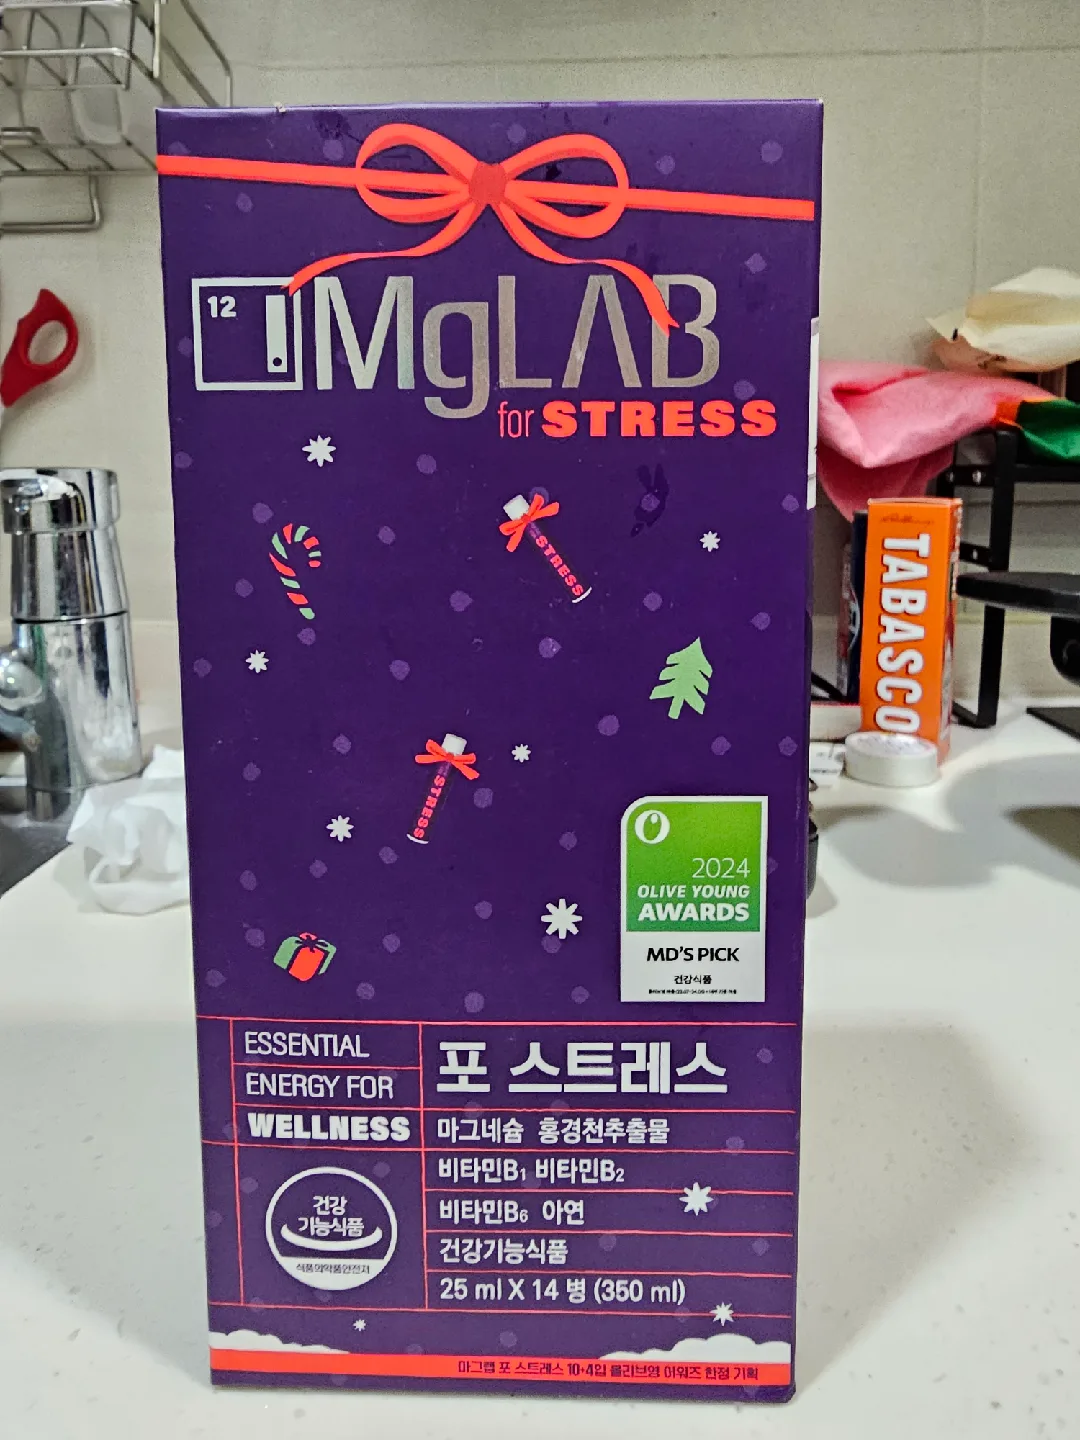 12
MgLAB
for STRESS
STRESS
STRESS
TABASCO
2024
OLIVE YOUNG
AWARDS
MD'S PICK
건강식품
ESSENTIAL
ENERGY FOR
WELLNESS
포 스트레스
마그네슘 홍경천추출물
비타민B₁ 비타민B₂
비타민B₆ 아연
건강기능식품
25 ml X 14 병 (350 ml)
건강
기능식품
식품의약품안전처
마그랩 포 스트레스 10+4입 올리브영 어워즈 한정 기획